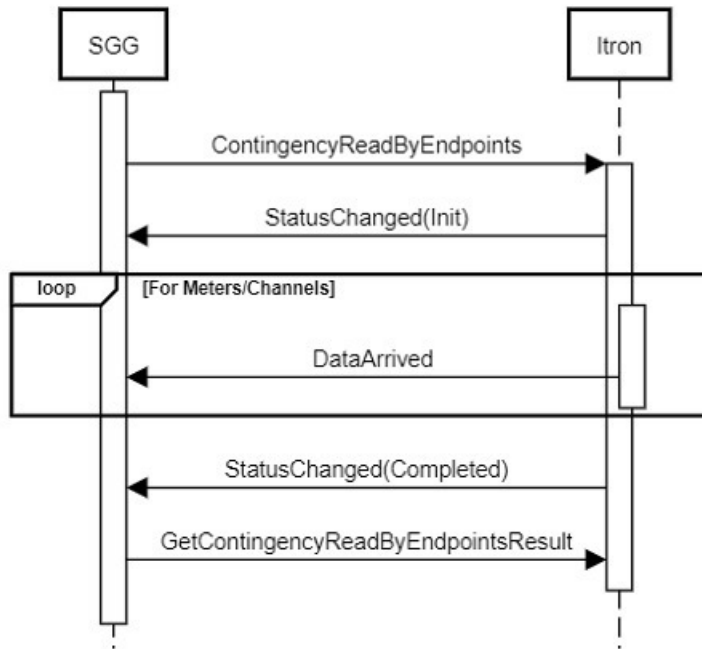 SGG
Itron
ContingencyReadByEndpoints
StatusChanged(Init)
loop
[For Meters/Channels]
DataArrived
StatusChanged(Completed)
GetContingencyReadByEndpointsResult